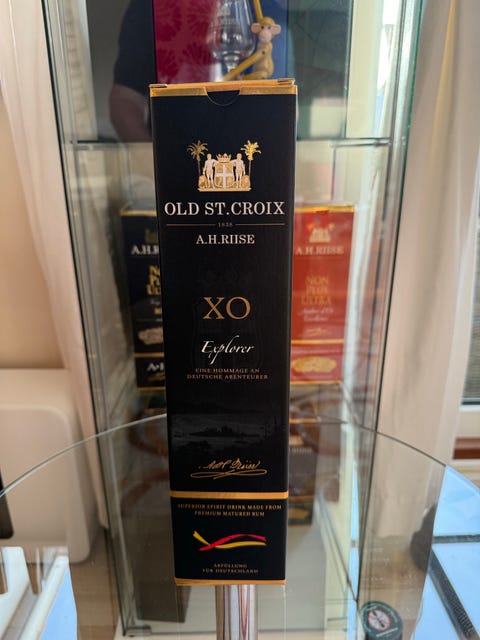 OLD ST.CROIX
1838
A.H.RIISE
XO
Explorer
EINE HOMMAGE AN
DEUTSCHE ABENTEURER
SUPERIOR SPIRIT DRINK MADE FROM
PREMIUM MATURED RUM
ABFÜLLUNG
FÜR DEUTSCHLAND
A.H.RIISE
NON
PLUS
ULTRA